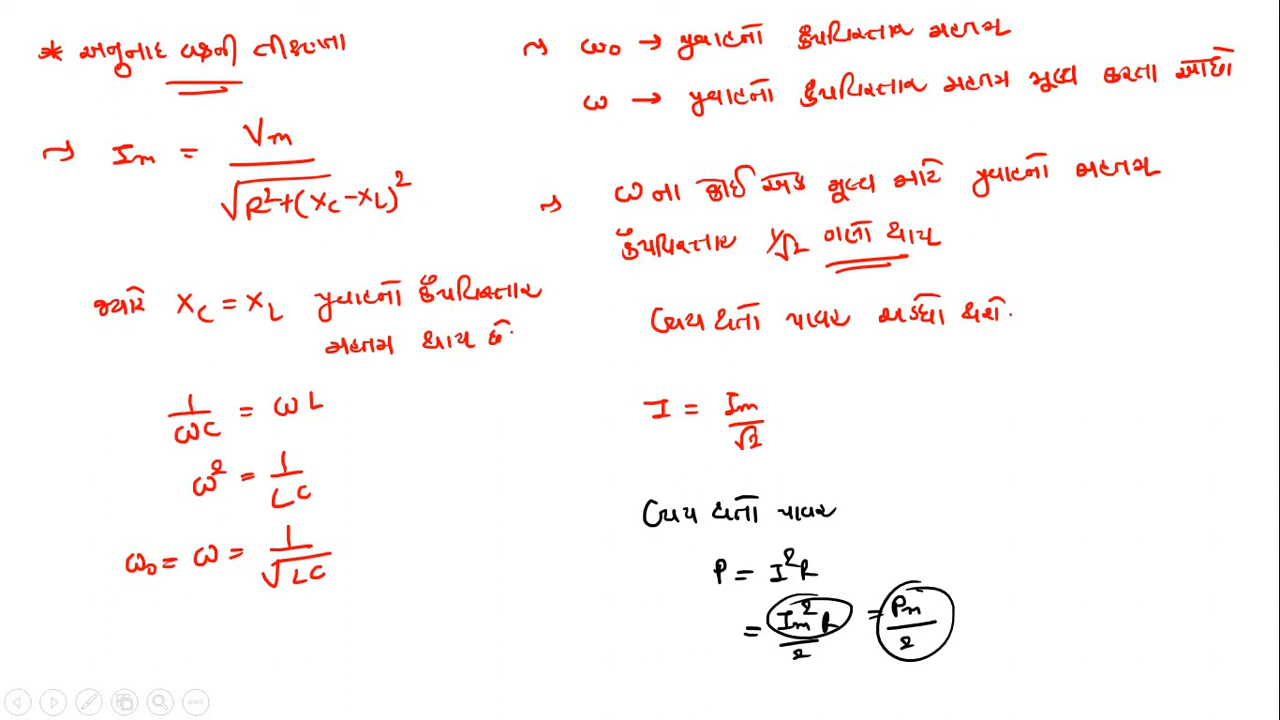 * અનુનાદ વક્રની તીક્ષ્ણતા
→ Im = Vm / √R²+(Xc-XL)²
જ્યારે Xc = XL પ્રવાહનો કંપવિસ્તાર
મહત્તમ થાય છે.
1/ωC = ωL
ω² = 1/LC
ω₀ = ω = 1/√LC
→ ω₀ → પ્રવાહનો કંપવિસ્તાર મહત્તમ
ω → પ્રવાહનો કંપવિસ્તાર મહત્તમ મૂલ્ય કરતા ઓછો
→ ω ના કોઈ એક મૂલ્ય માટે પ્રવાહનો મહત્તમ
કંપવિસ્તાર 1/√2 ગણો થાય
વ્યય થતો પાવર અડધો થશે.
I = Im/√2
વ્યય થતો પાવર
P = I²R
= Im²R/2 = Pm/2